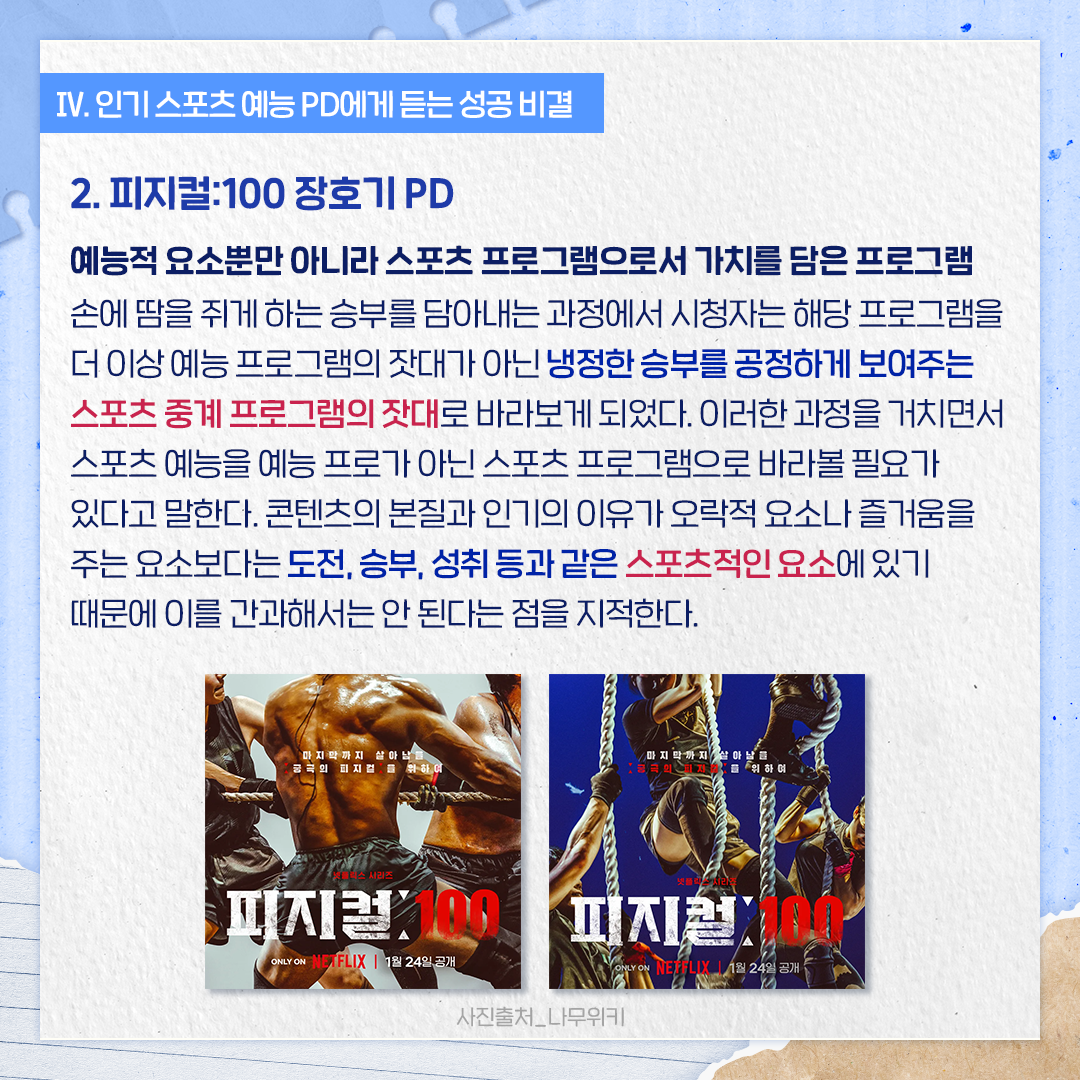 IV. 인기 스포츠 예능 PD에게 듣는 성공 비결
2. 피지컬:100 장호기 PD
예능적 요소뿐만 아니라 스포츠 프로그램으로서 가치를 담은 프로그램
손에 땀을 쥐게 하는 승부를 담아내는 과정에서 시청자는 해당 프로그램을
더 이상 예능 프로그램의 잣대가 아닌 냉정한 승부를 공정하게 보여주는
스포츠 중계 프로그램의 잣대로 바라보게 되었다. 이러한 과정을 거치면서
스포츠 예능을 예능 프로가 아닌 스포츠 프로그램으로 바라볼 필요가
있다고 말한다. 콘텐츠의 본질과 인기의 이유가 오락적 요소나 즐거움을
주는 요소보다는 도전, 승부, 성취 등과 같은 스포츠적인 요소에 있기
때문에 이를 간과해서는 안 된다는 점을 지적한다.
마지막까지 살아남을
궁극의 피지컬을 위하여
넷플릭스 시리즈
피지컬:100
ONLY ON NETFLIX | 1월 24일 공개
마지막까지 살아남을
궁극의 피지컬을 위하여
넷플릭스 시리즈
피지컬:100
ONLY ON NETFLIX | 1월 24일 공개
사진출처_나무위키